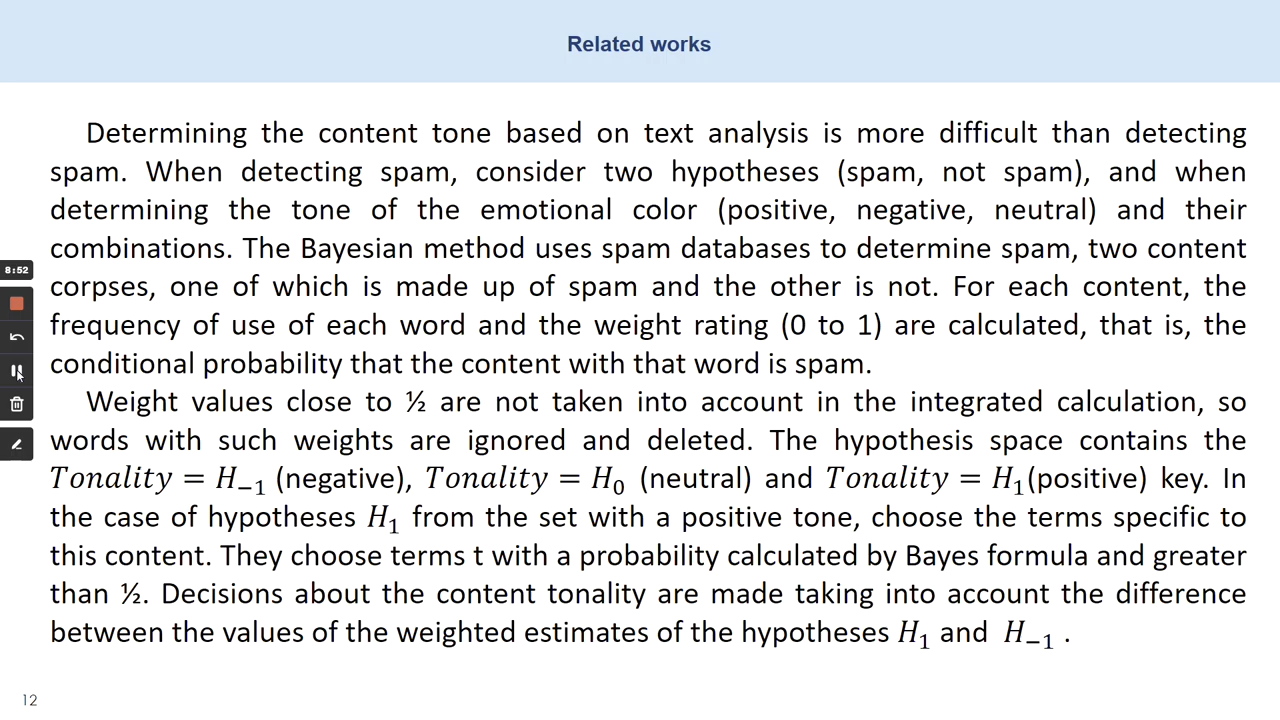 Related works
Determining the content tone based on text analysis is more difficult than detecting
spam. When detecting spam, consider two hypotheses (spam, not spam), and when
determining the tone of the emotional color (positive, negative, neutral) and their
combinations. The Bayesian method uses spam databases to determine spam, two content
corpses, one of which is made up of spam and the other is not. For each content, the
frequency of use of each word and the weight rating (0 to 1) are calculated, that is, the
conditional probability that the content with that word is spam.
Weight values close to ½ are not taken into account in the integrated calculation, so
words with such weights are ignored and deleted. The hypothesis space contains the
Tonality = H₋₁ (negative), Tonality = H₀ (neutral) and Tonality = H₁(positive) key. In
the case of hypotheses H₁ from the set with a positive tone, choose the terms specific to
this content. They choose terms t with a probability calculated by Bayes formula and greater
than ½. Decisions about the content tonality are made taking into account the difference
between the values of the weighted estimates of the hypotheses H₁ and H₋₁ .
8:52
12